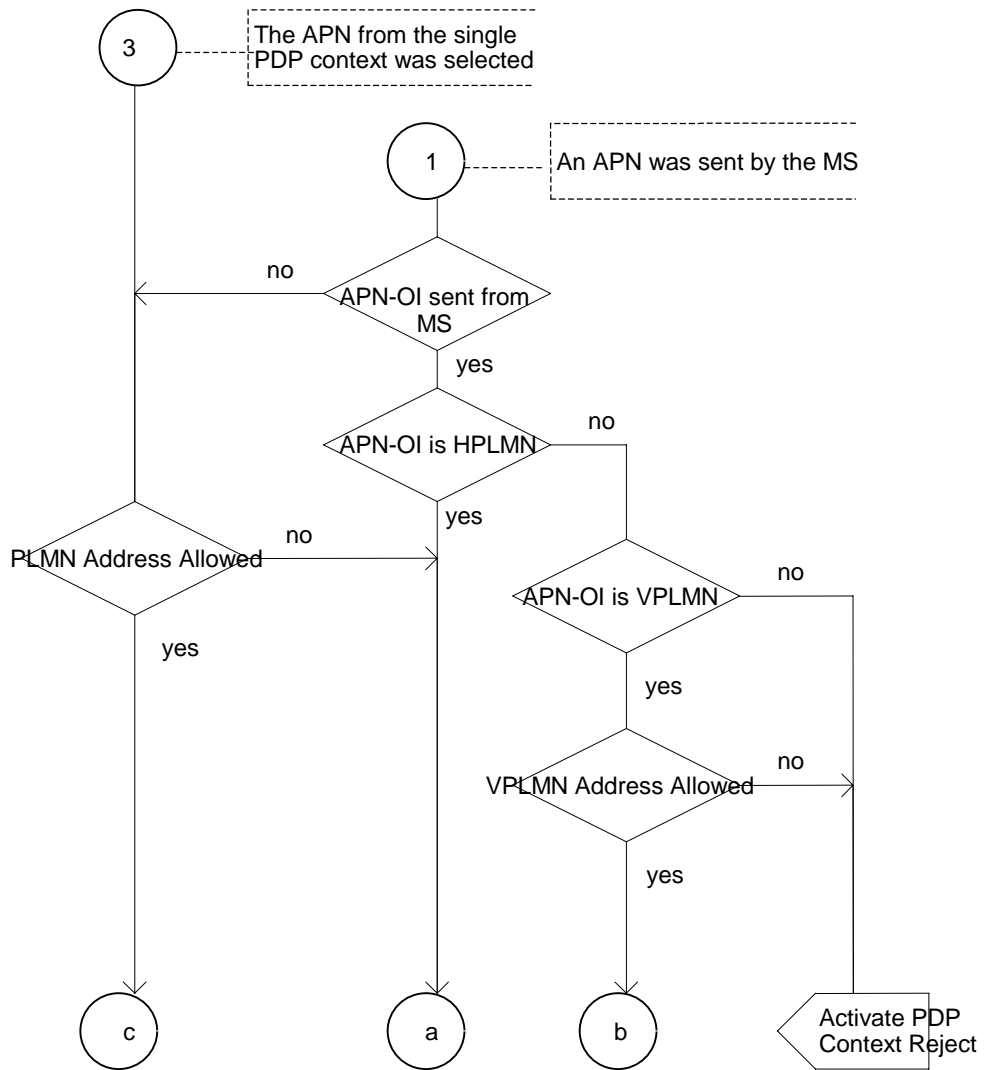 3
The APN from the single
PDP context was selected
1
An APN was sent by the MS
no
APN-OI sent from
MS
yes
no
APN-OI is HPLMN
yes
PLMN Address Allowed
no
no
APN-OI is VPLMN
yes
yes
no
VPLMN Address Allowed
yes
c
a
b
Activate PDP
Context Reject